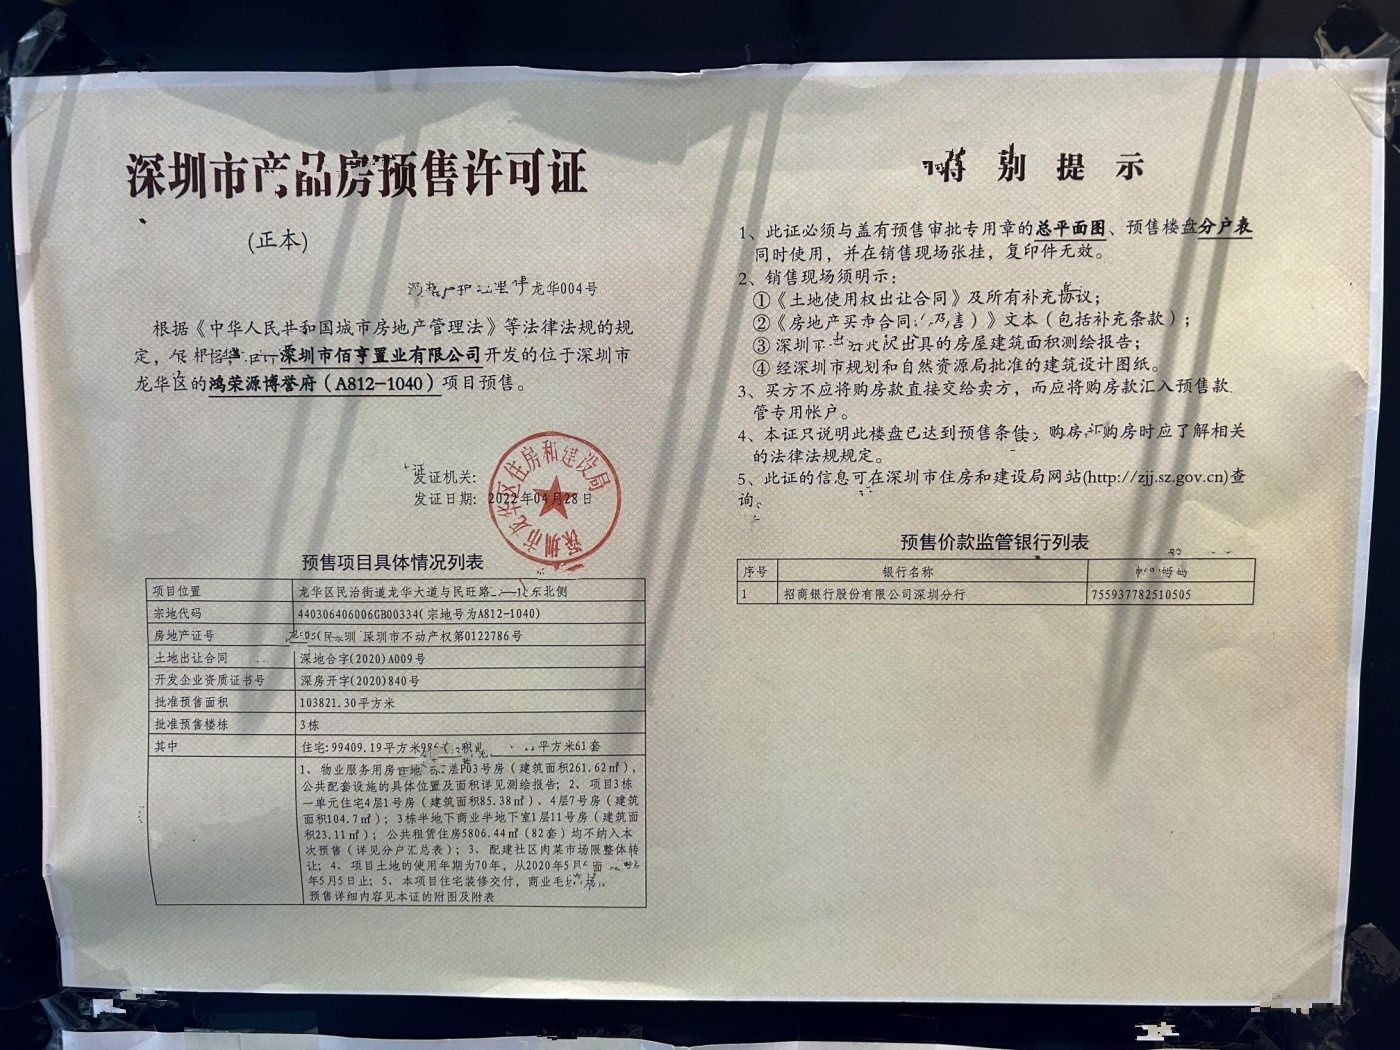 深圳市产品房预售许可证
(正本)
龙华004号
根据《中华人民共和国城市房地产管理法》等法律法规的规
定，深圳市佰亨置业有限公司开发的位于深圳市
龙华区的鸿荣源博誉府（A812-1040）项目预售。
发证机关：
发证日期：2022年04月28日
深圳市龙华区住房和建设局
预售项目具体情况列表
项目位置 龙华区民治街道龙华大道与民旺路东北侧
宗地代码 440306406006GB00334(宗地号为A812-1040)
房地产证号 深圳市不动产权第0122786号
土地出让合同 深地合字(2020)A009号
开发企业资质证书号 深房开字(2020)840号
批准预售面积 103821.30平方米
批准预售楼栋 3栋
其中 住宅:99409.19平方米 平方米61套
1、物业服务用房 P03号房（建筑面积261.62㎡），
公共配套设施的具体位置及面积详见测绘报告；2、项目3栋
一单元住宅4层1号房（建筑面积85.38㎡）、4层7号房（建筑
面积104.7㎡）；3栋半地下商业半地下室1层11号房（建筑面
积23.11㎡）；公共租赁住房5806.44㎡（82套）均不纳入本
次预售（详见分户汇总表）；3、配建社区肉菜市场限整体转
让；4、项目土地的使用年期为70年，从2020年5月
年5月5日止；5、本项目住宅装修交付，商业毛
预售详细内容见本证的附图及附表
特别提示
1、此证必须与盖有预售审批专用章的总平面图、预售楼盘分户表
同时使用，并在销售现场张挂，复印件无效。
2、销售现场须明示：
①《土地使用权出让合同》及所有补充协议；
②《房地产买卖合同》文本（包括补充条款）；
③深圳 出具的房屋建筑面积测绘报告；
④经深圳市规划和自然资源局批准的建筑设计图纸。
3、买方不应将购房款直接交给卖方，而应将购房款汇入预售款
管专用帐户。
4、本证只说明此楼盘已达到预售条件，购房 购房时应了解相关
的法律法规规定。
5、此证的信息可在深圳市住房和建设局网站(http://zjj.sz.gov.cn)查
询。
预售价款监管银行列表
序号 银行名称
1 招商银行股份有限公司深圳分行 755937782510505